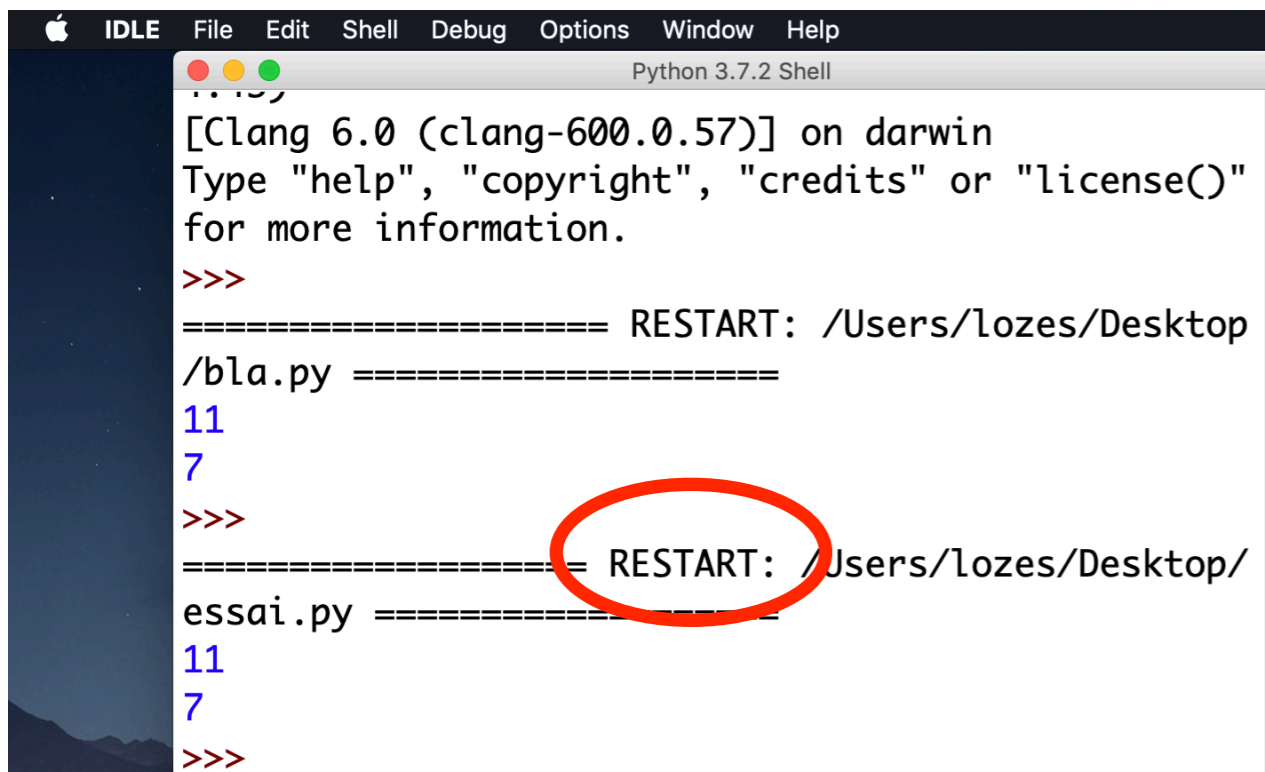 IDLE File Edit Shell Debug Options Window Help
Python 3.7.2 Shell
[Clang 6.0 (clang-600.0.57)] on darwin
Type "help", "copyright", "credits" or "license()"
for more information.
>>>
==================== RESTART: /Users/lozes/Desktop
/bla.py ====================
11
7
>>>
=================== RESTART: /Users/lozes/Desktop/
essai.py ===================
11
7
>>>